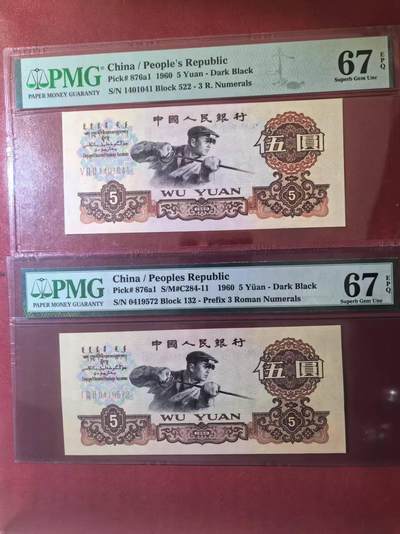 PMG
PAPER MONEY GUARANTY
China / People's Republic
Pick# 876a1 1960 5 Yuan - Dark Black
S/N 1401041 Block 522 - 3 R. Numerals
67 EPQ
Superb Gem Unc
中國人民銀行
伍圓
WU YUAN
5
5
PMG
PAPER MONEY GUARANTY
China / Peoples Republic
Pick# 876a1 S/M#C284-11 1960 5 Yüan - Dark Black
S/N 0419572 Block 132 - Prefix 3 Roman Numerals
67 EPQ
Superb Gem Unc
中國人民銀行
伍圓
WU YUAN
5
5